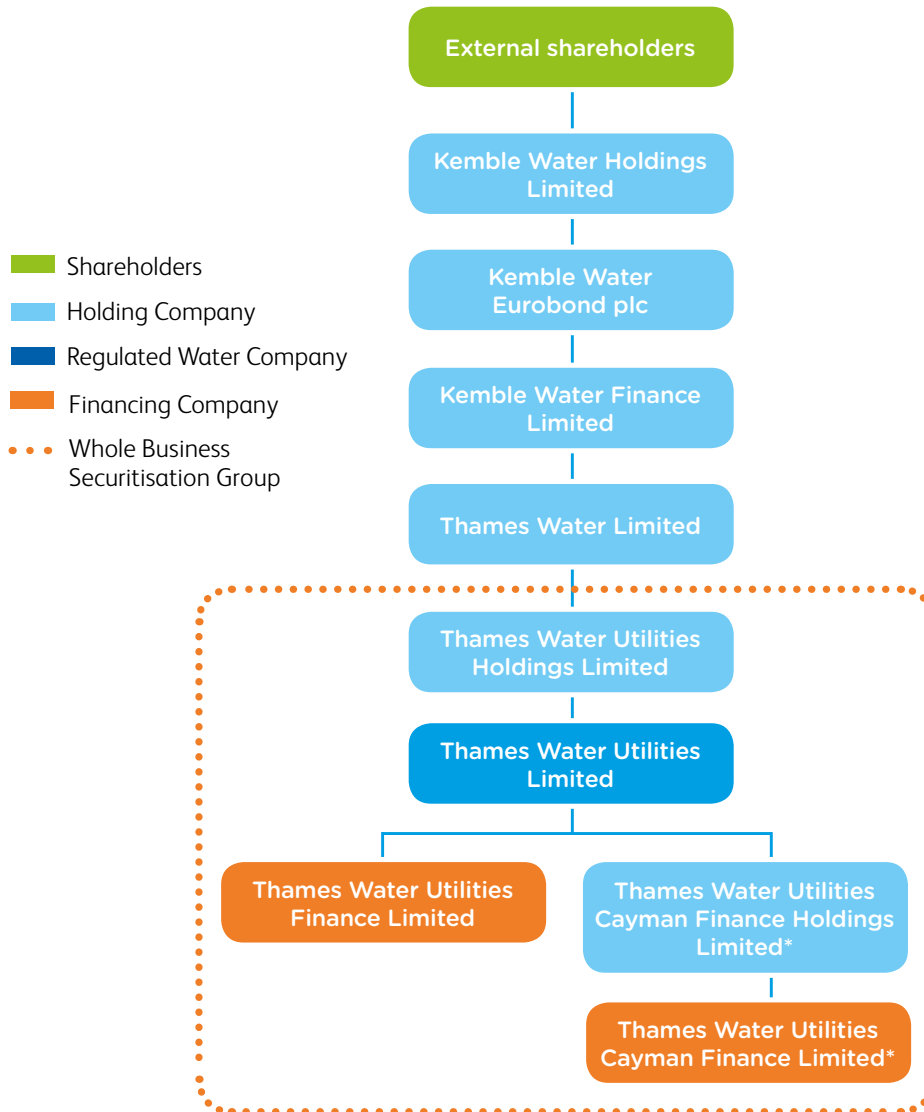 External shareholders
Kemble Water Holdings
Limited
Kemble Water
Eurobond plc
Kemble Water Finance
Limited
Thames Water Limited
Shareholders
Holding Company
Regulated Water Company
Financing Company
Whole Business
Securitisation Group
Thames Water Utilities
Holdings Limited
Thames Water Utilities
Limited
Thames Water Utilities
Finance Limited
Thames Water Utilities
Cayman Finance Holdings
Limited*
Thames Water Utilities
Cayman Finance Limited*